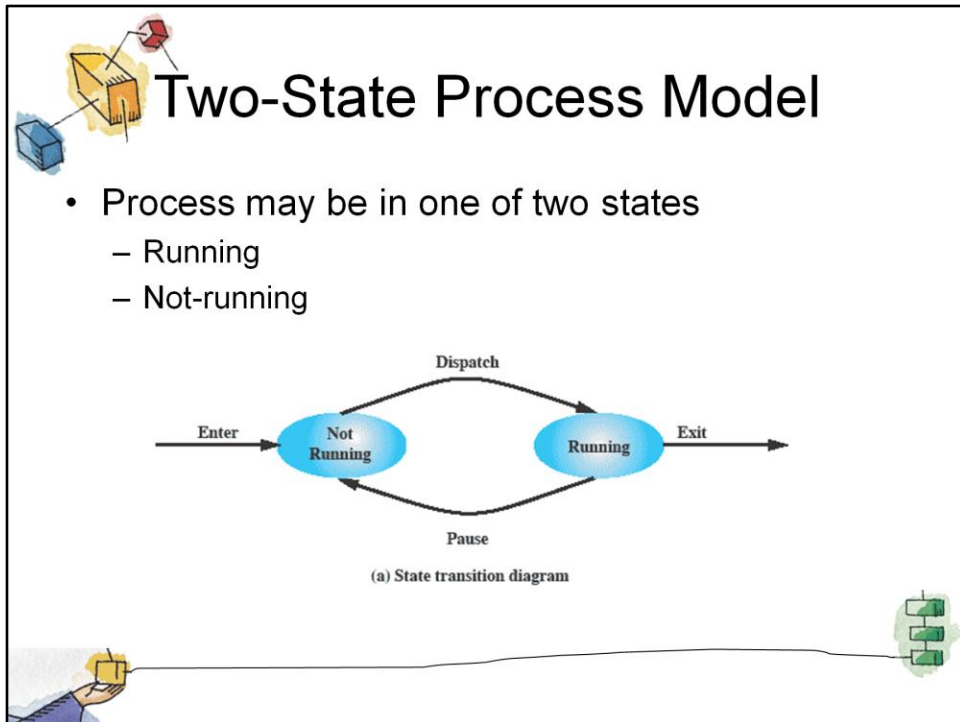 Two-State Process Model
• Process may be in one of two states
– Running
– Not-running
Dispatch
Enter
Not
Running
Running
Exit
Pause
(a) State transition diagram